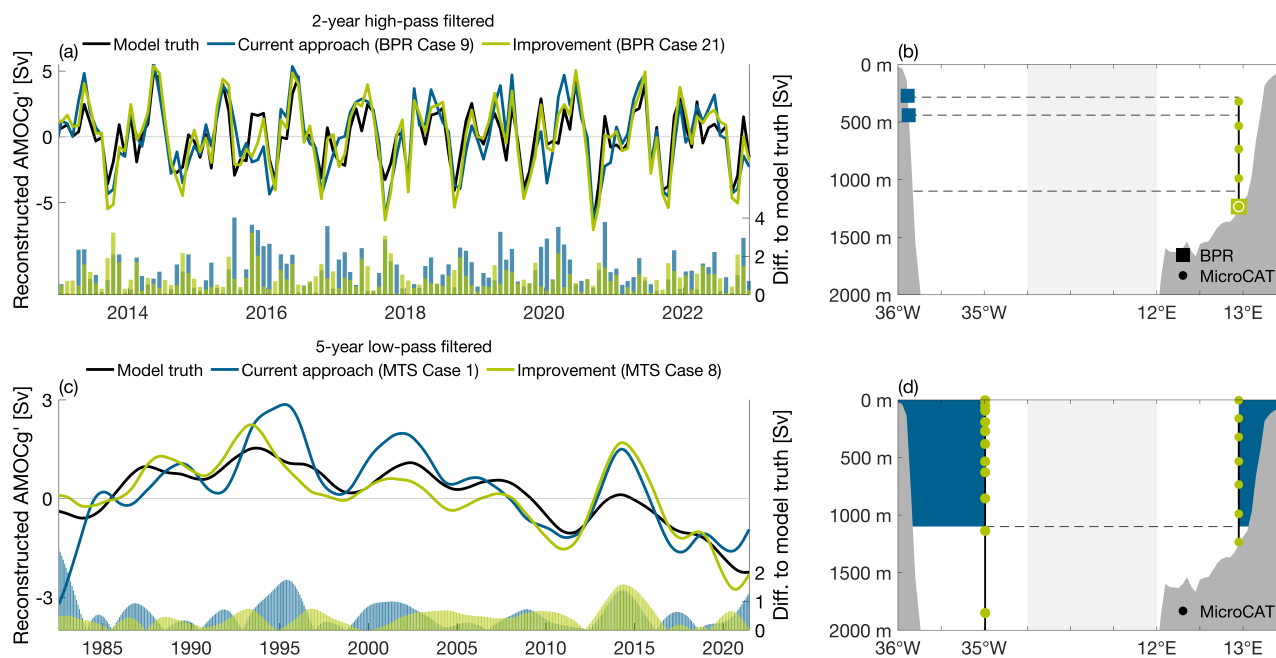 2-year high-pass filtered
(a)
Model truth Current approach (BPR Case 9) Improvement (BPR Case 21)
Reconstructed AMOCg' [Sv]
5
0
-5
Diff. to model truth [Sv]
4
2
0
2014 2016 2018 2020 2022
(b)
0 m
500 m
1000 m
1500 m
2000 m
BPR
MicroCAT
36°W 35°W 12°E 13°E
5-year low-pass filtered
(c)
Model truth Current approach (MTS Case 1) Improvement (MTS Case 8)
Reconstructed AMOCg' [Sv]
3
0
-3
Diff. to model truth [Sv]
2
1
0
1985 1990 1995 2000 2005 2010 2015 2020
(d)
0 m
500 m
1000 m
1500 m
2000 m
MicroCAT
36°W 35°W 12°E 13°E